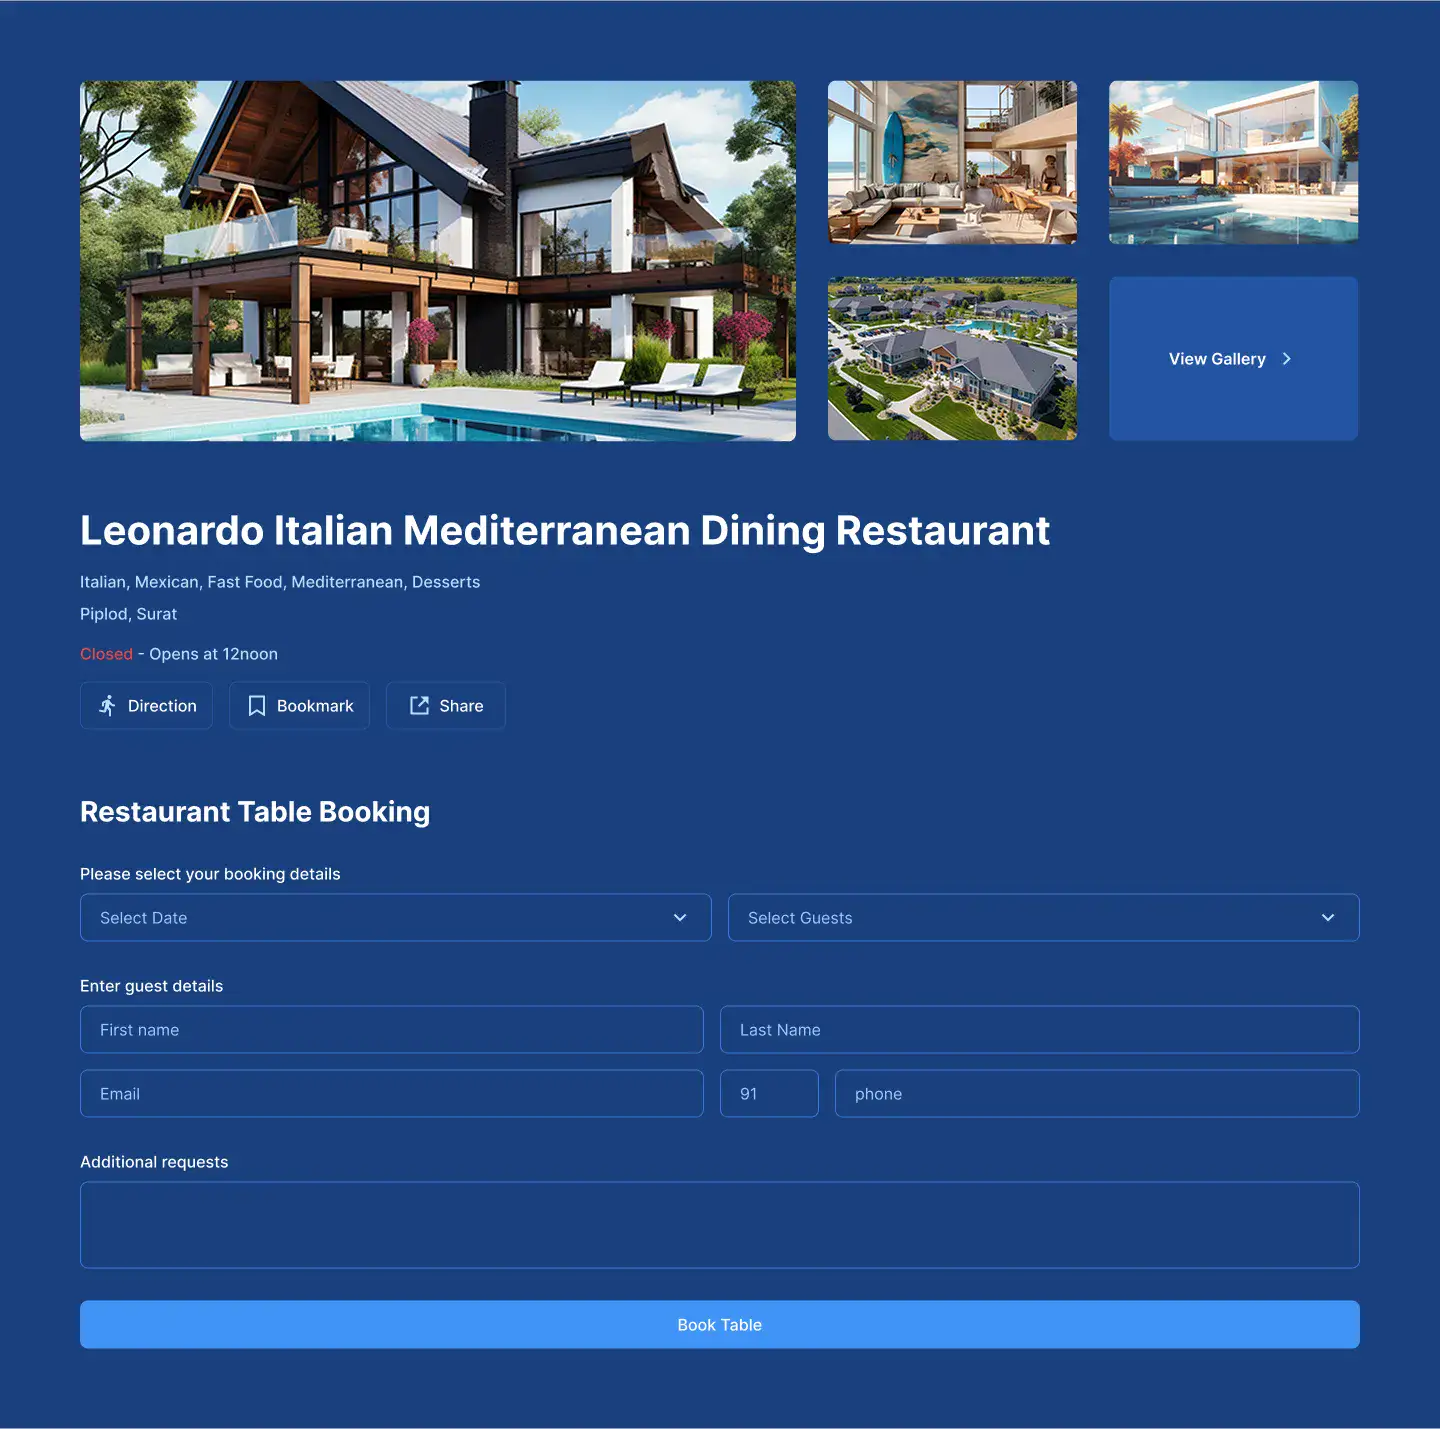 View Gallery
Leonardo Italian Mediterranean Dining Restaurant
Italian, Mexican, Fast Food, Mediterranean, Desserts
Piplod, Surat
Closed - Opens at 12noon
Direction
Bookmark
Share
Restaurant Table Booking
Please select your booking details
Select Date
Select Guests
Enter guest details
First name
Last Name
Email
91
phone
Additional requests
Book Table